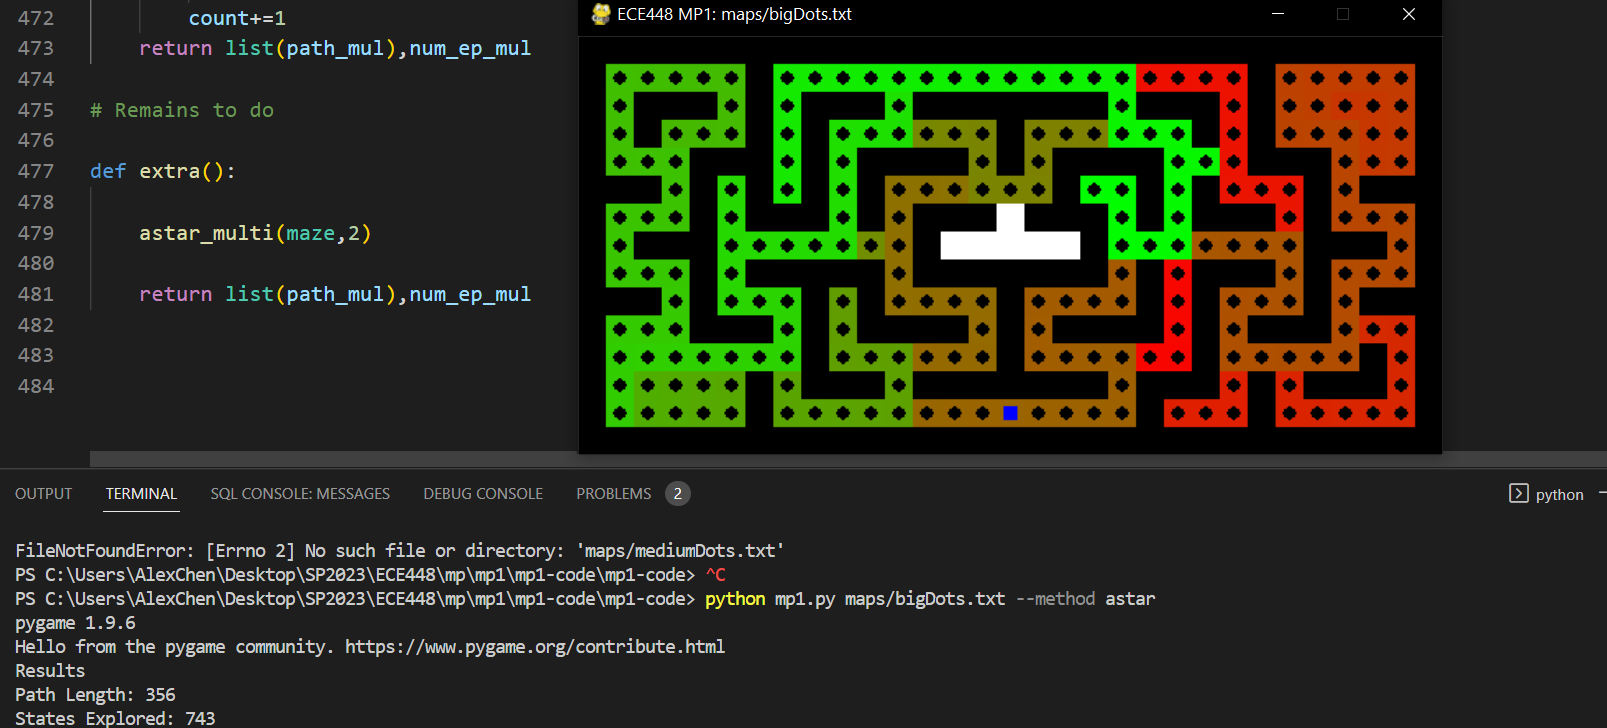 472 count+=1
473 return list(path_mul),num_ep_mul
474
475 # Remains to do
476
477 def extra():
478
479 astar_multi(maze,2)
480
481 return list(path_mul),num_ep_mul
482
483
484
ECE448 MP1: maps/bigDots.txt
OUTPUT TERMINAL SQL CONSOLE: MESSAGES DEBUG CONSOLE PROBLEMS 2 python
FileNotFoundError: [Errno 2] No such file or directory: 'maps/mediumDots.txt'
PS C:\Users\AlexChen\Desktop\SP2023\ECE448\mp\mp1\mp1-code\mp1-code> ^C
PS C:\Users\AlexChen\Desktop\SP2023\ECE448\mp\mp1\mp1-code\mp1-code> python mp1.py maps/bigDots.txt --method astar
pygame 1.9.6
Hello from the pygame community. https://www.pygame.org/contribute.html
Results
Path Length: 356
States Explored: 743